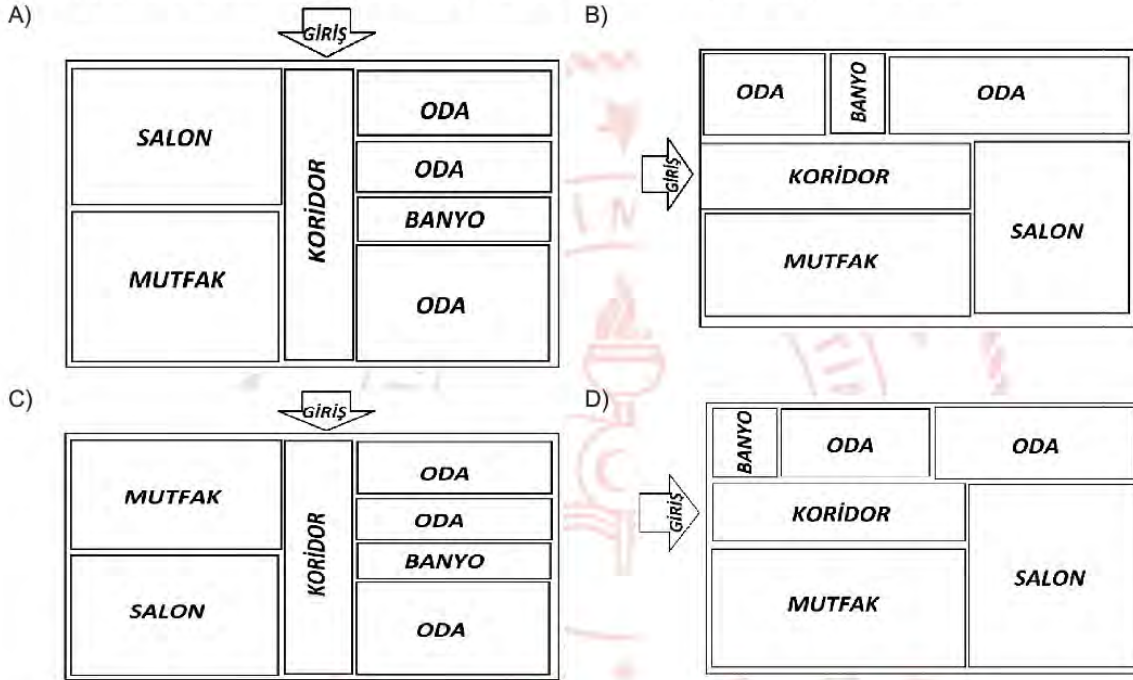 A)
GİRİŞ
SALON
MUTFAK
KORİDOR
ODA
ODA
BANYO
ODA
B)
GİRİŞ
ODA
BANYO
ODA
KORİDOR
MUTFAK
SALON
C)
GİRİŞ
MUTFAK
SALON
KORİDOR
ODA
ODA
BANYO
ODA
D)
GİRİŞ
BANYO
ODA
ODA
KORİDOR
MUTFAK
SALON